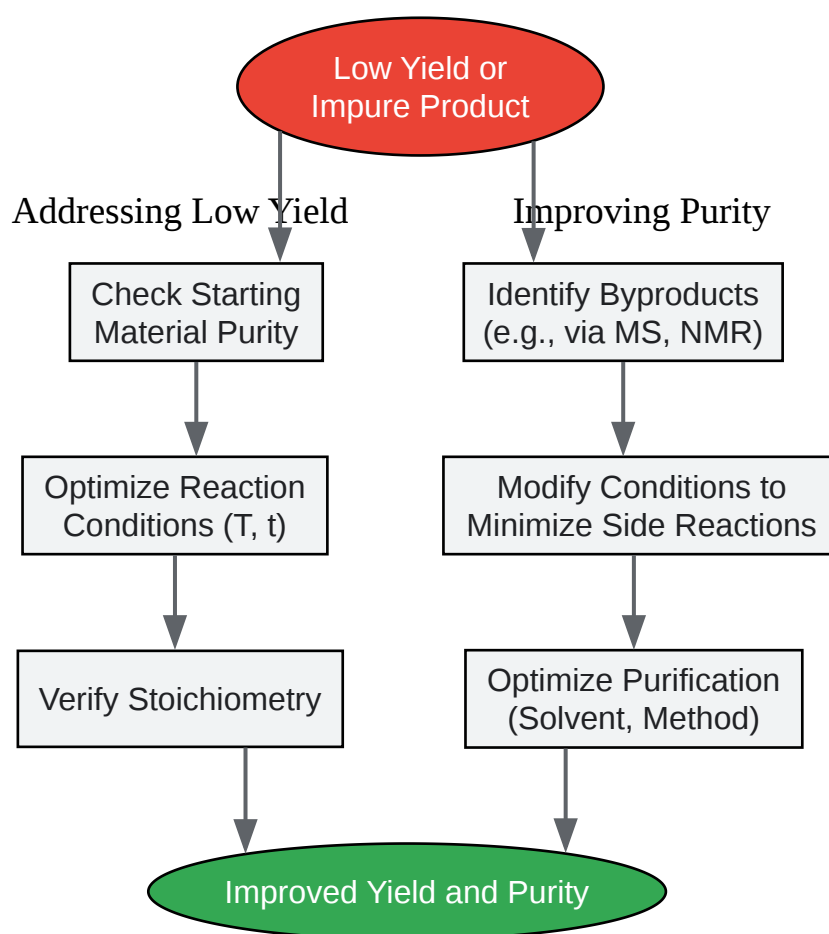 Low Yield or
Impure Product
Addressing Low Yield
Improving Purity
Check Starting
Material Purity
Identify Byproducts
(e.g., via MS, NMR)
Optimize Reaction
Conditions (T, t)
Modify Conditions to
Minimize Side Reactions
Verify Stoichiometry
Optimize Purification
(Solvent, Method)
Improved Yield and Purity